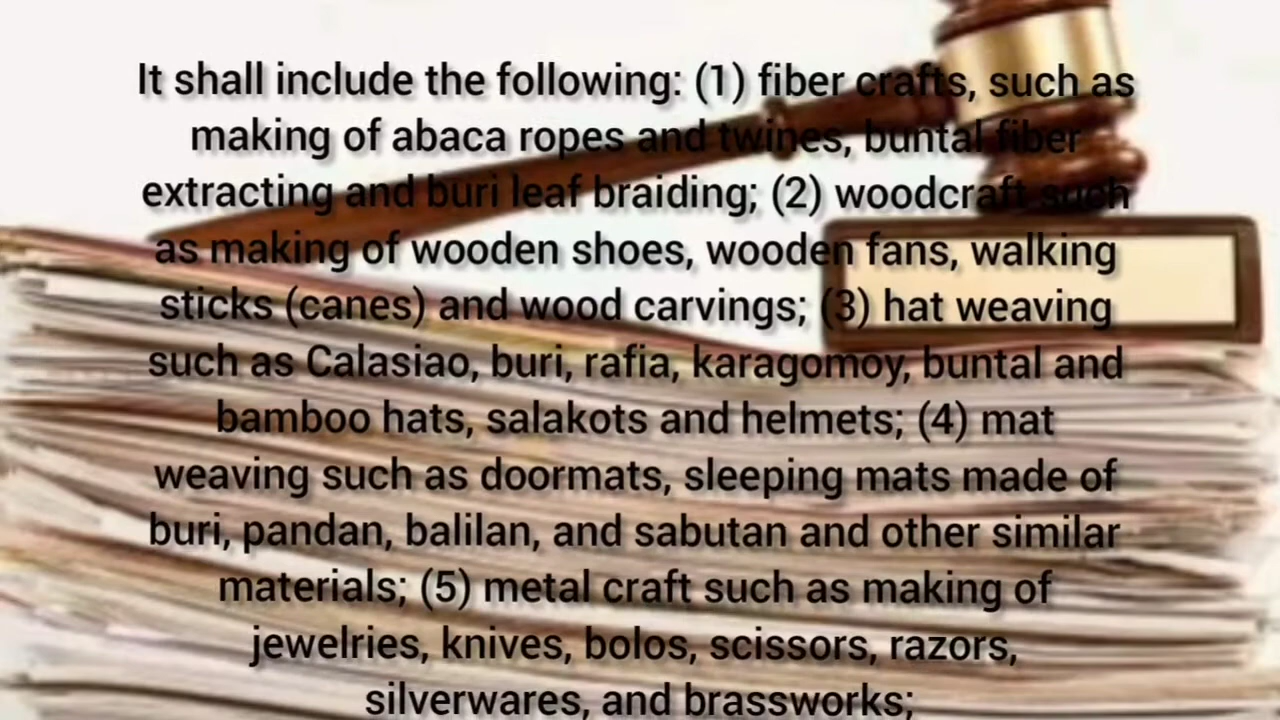 It shall include the following: (1) fiber crafts, such as
making of abaca ropes and twines, buntal fiber
extracting and buri leaf braiding; (2) woodcraft such
as making of wooden shoes, wooden fans, walking
sticks (canes) and wood carvings; (3) hat weaving
such as Calasiao, buri, rafia, karagomoy, buntal and
bamboo hats, salakots and helmets; (4) mat
weaving such as doormats, sleeping mats made of
buri, pandan, balilan, and sabutan and other similar
materials; (5) metal craft such as making of
jewelries, knives, bolos, scissors, razors,
silverwares, and brassworks;